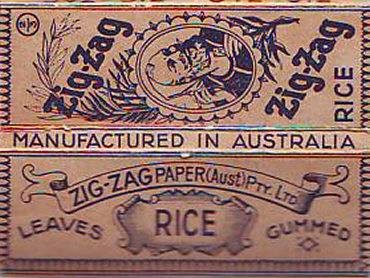 Zig-Zag
Zig-Zag
RICE
MANUFACTURED IN AUSTRALIA
ZIG-ZAG PAPER (Aust) PTY. LTD
LEAVES RICE GUMMED